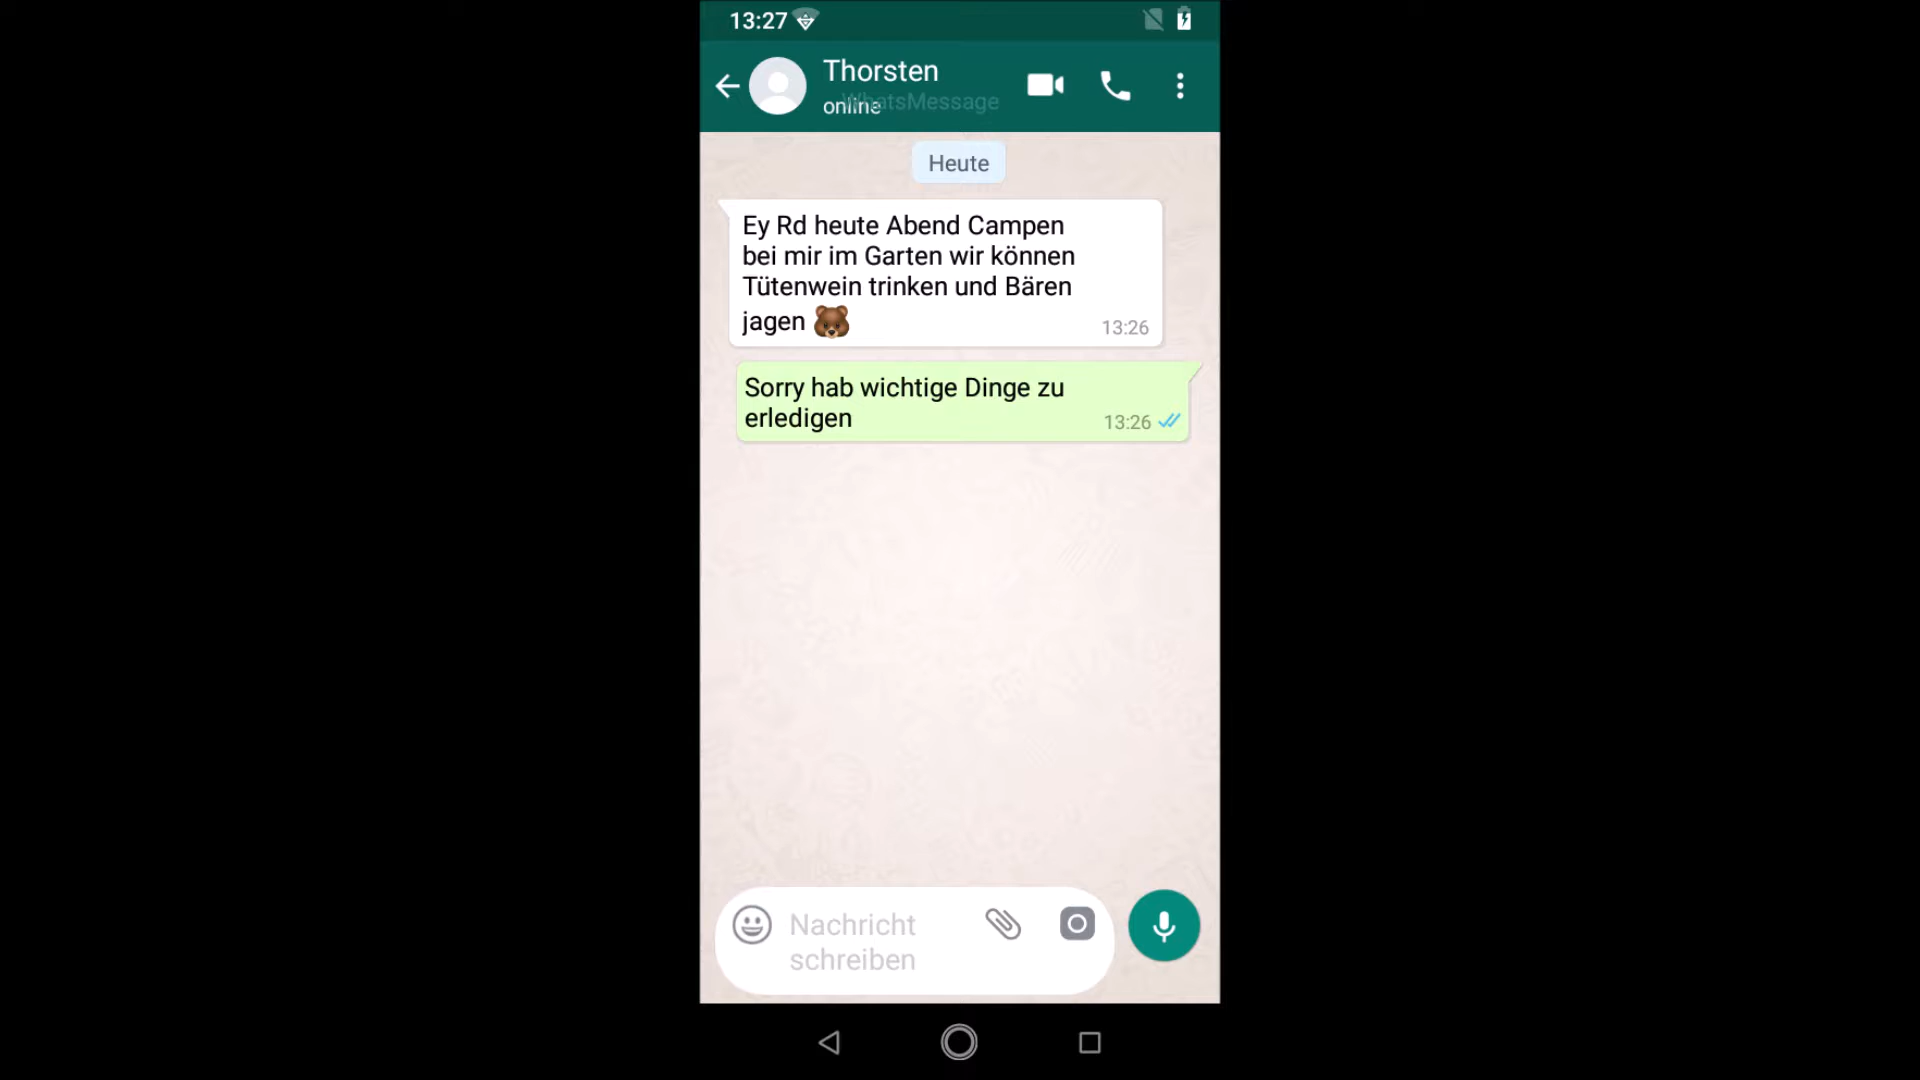 13:27
Thorsten
online
WhatsMessage
Heute
Ey Rd heute Abend Campen
bei mir im Garten wir können
Tütenwein trinken und Bären
jagen 🐻
13:26
Sorry hab wichtige Dinge zu
erledigen
13:26
Nachricht
schreiben